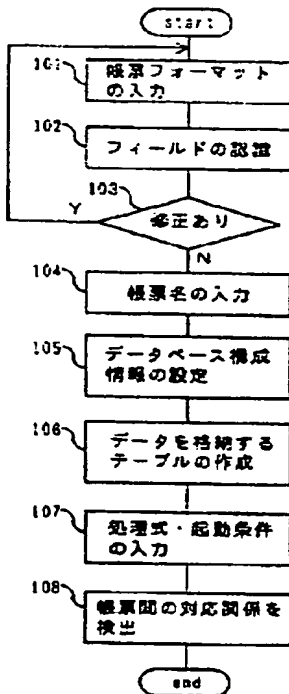 start
101
帳票フォーマット
の入力
102
フィールドの認識
103
Y
修正あり
N
104
帳票名の入力
105
データベース構成
情報の設定
106
データを格納する
テーブルの作成
107
処理式・起動条件
の入力
108
帳票間の対応関係を
検出
end